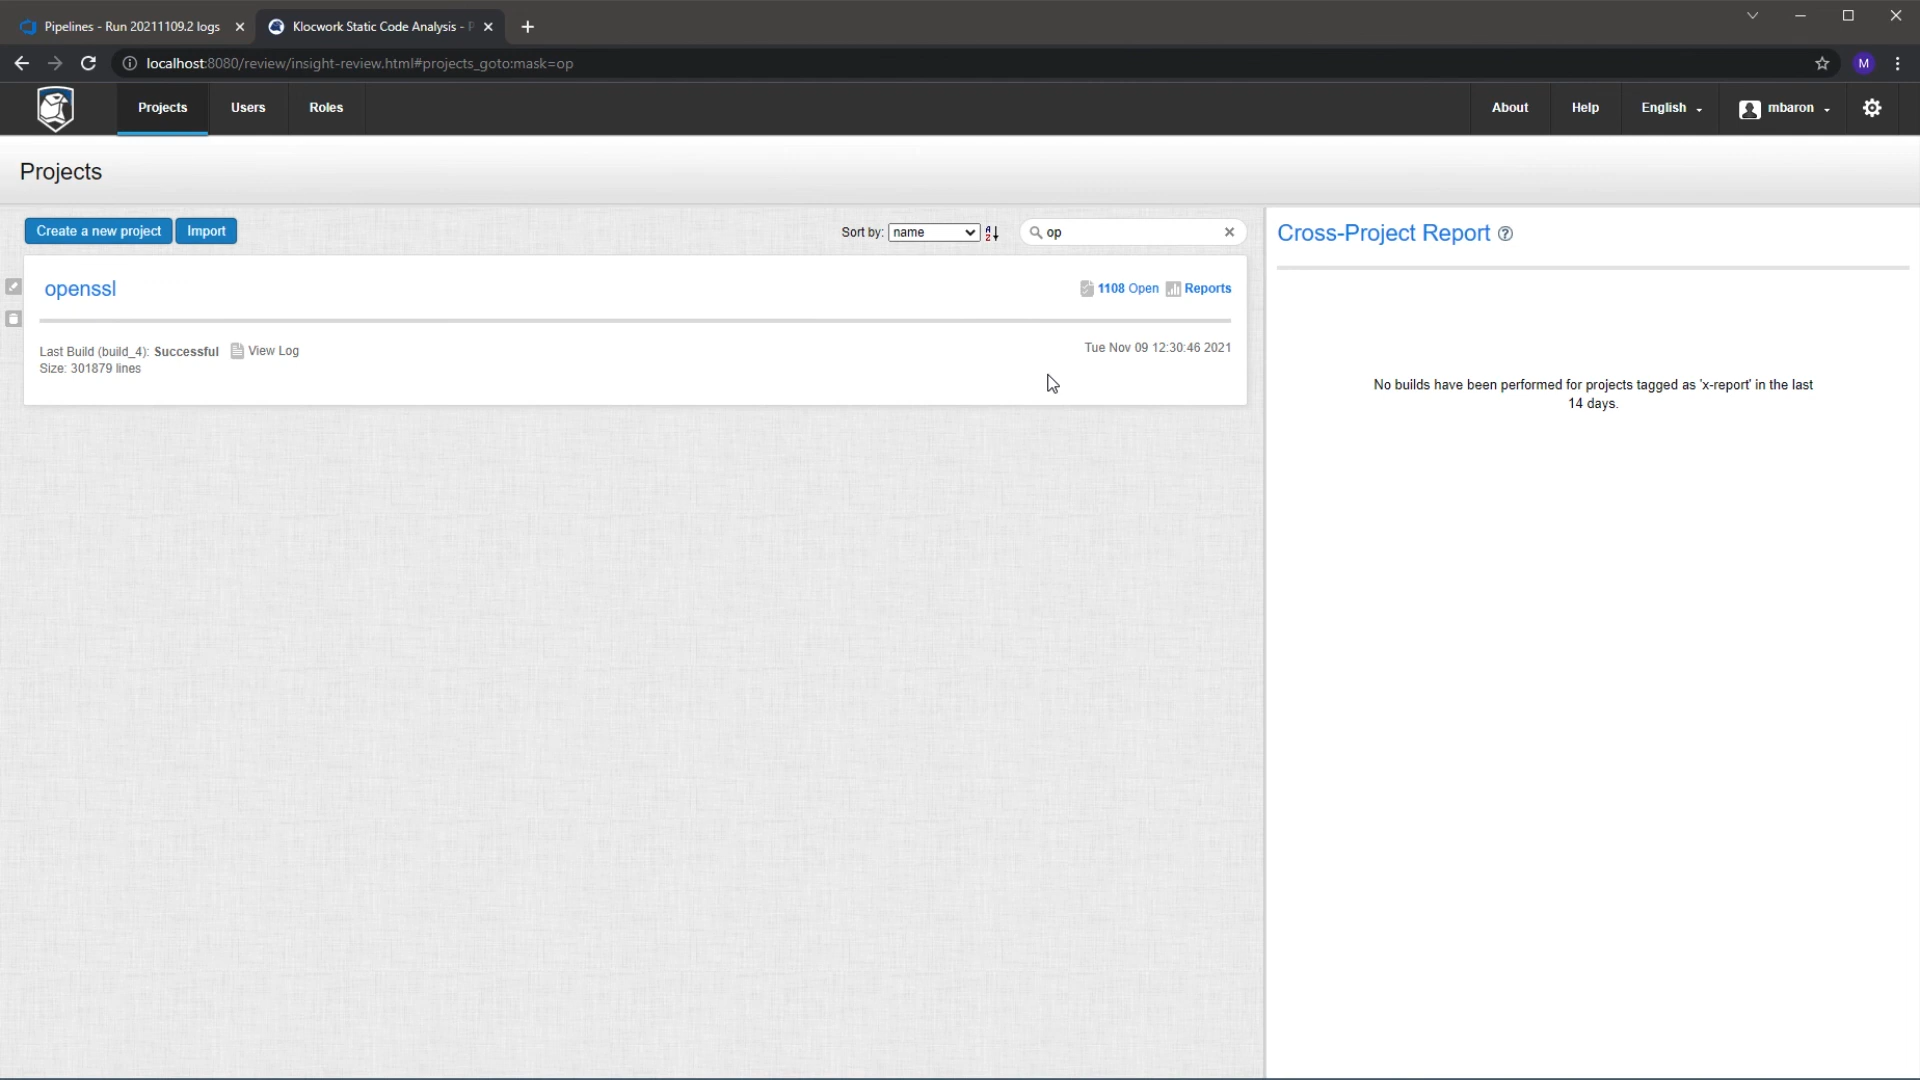 Pipelines - Run 20211109.2 logs
Klocwork Static Code Analysis -
localhost:8080/review/insight-review.html#projects_goto:mask=op
M
Projects
Users
Roles
About
Help
English
mbaron
Projects
Create a new project
Import
Sort by:
name
op
Cross-Project Report
openssl
1108 Open
Reports
Last Build (build_4): Successful
View Log
Tue Nov 09 12:30:46 2021
Size: 301879 lines
No builds have been performed for projects tagged as 'x-report' in the last
14 days.